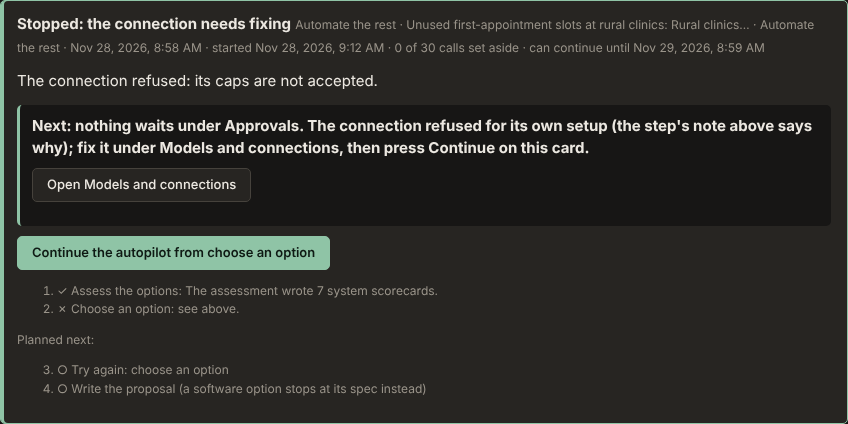 Stopped: the connection needs fixing Automate the rest · Unused first-appointment slots at rural clinics: Rural clinics... · Automate
the rest · Nov 28, 2026, 8:58 AM · started Nov 28, 2026, 9:12 AM · 0 of 30 calls set aside · can continue until Nov 29, 2026, 8:59 AM
The connection refused: its caps are not accepted.
Next: nothing waits under Approvals. The connection refused for its own setup (the step's note above says
why); fix it under Models and connections, then press Continue on this card.
Open Models and connections
Continue the autopilot from choose an option
1. ✓ Assess the options: The assessment wrote 7 system scorecards.
2. × Choose an option: see above.
Planned next:
3. ○ Try again: choose an option
4. ○ Write the proposal (a software option stops at its spec instead)